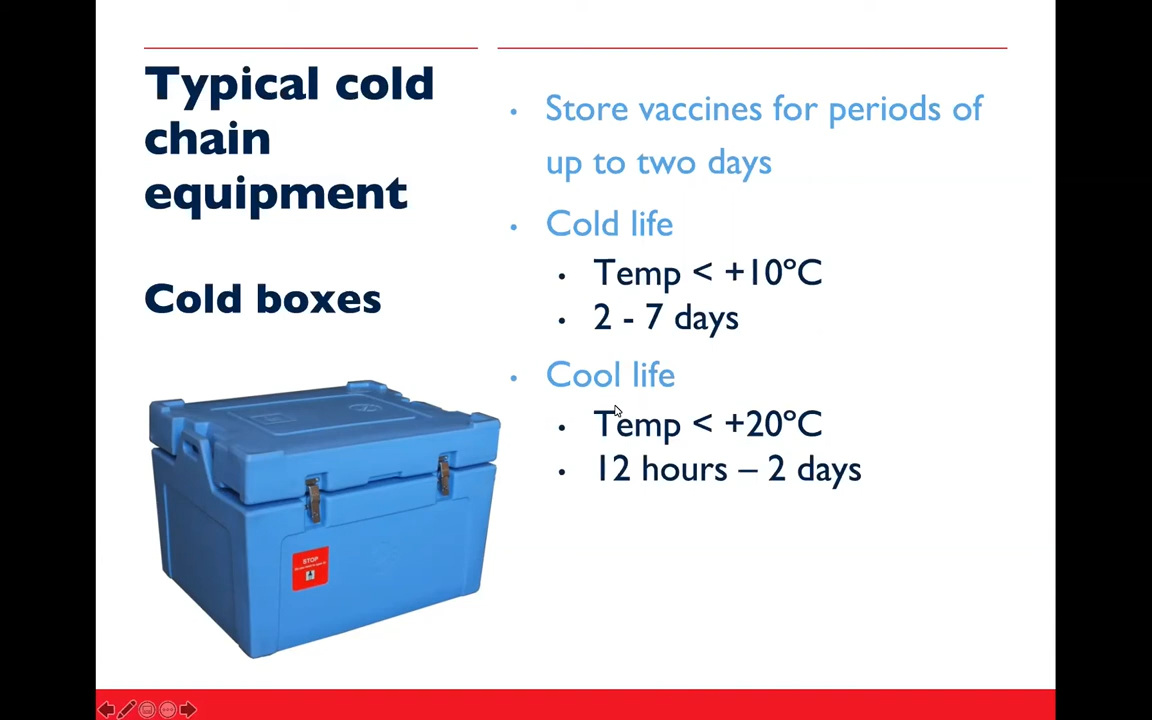 Typical cold
chain
equipment
Cold boxes
• Store vaccines for periods of
up to two days
• Cold life
• Temp < +10°C
• 2 - 7 days
• Cool life
• Temp < +20°C
• 12 hours – 2 days
STOP